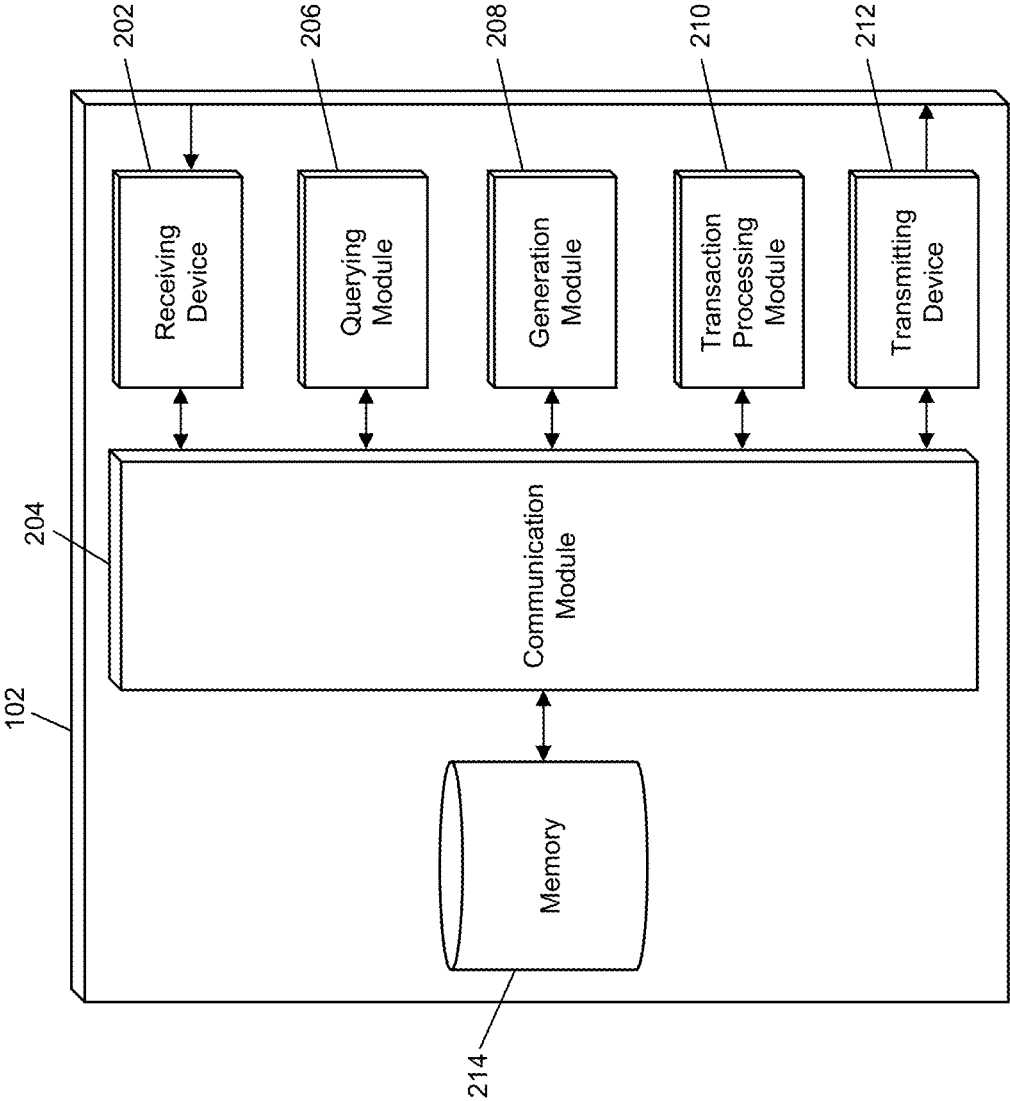 102
204
202
Receiving
Device
206
Querying
Module
208
Generation
Module
210
Transaction
Processing
Module
212
Transmitting
Device
Communication
Module
Memory
214